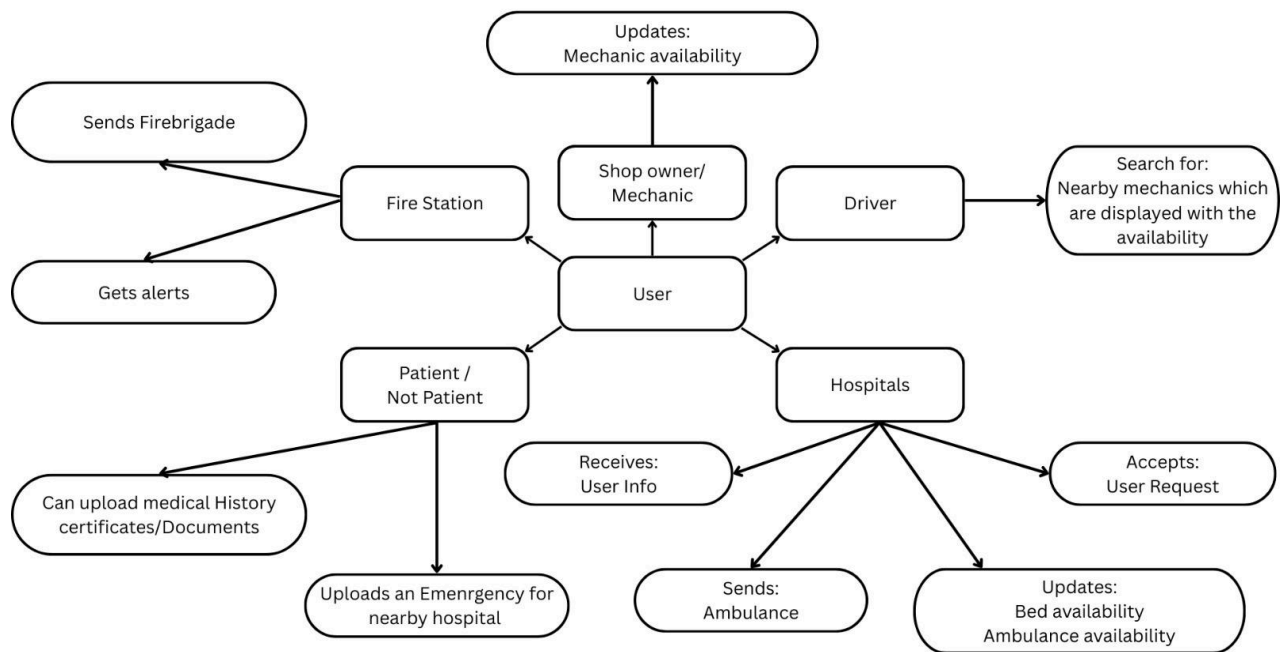 Updates:
Mechanic availability
Sends Firebrigade
Shop owner/
Mechanic
Search for:
Nearby mechanics which
are displayed with the
availability
Fire Station
Driver
Gets alerts
User
Patient /
Not Patient
Hospitals
Receives:
User Info
Accepts:
User Request
Can upload medical History
certificates/Documents
Uploads an Emenrgency for
nearby hospital
Sends:
Ambulance
Updates:
Bed availability
Ambulance availability